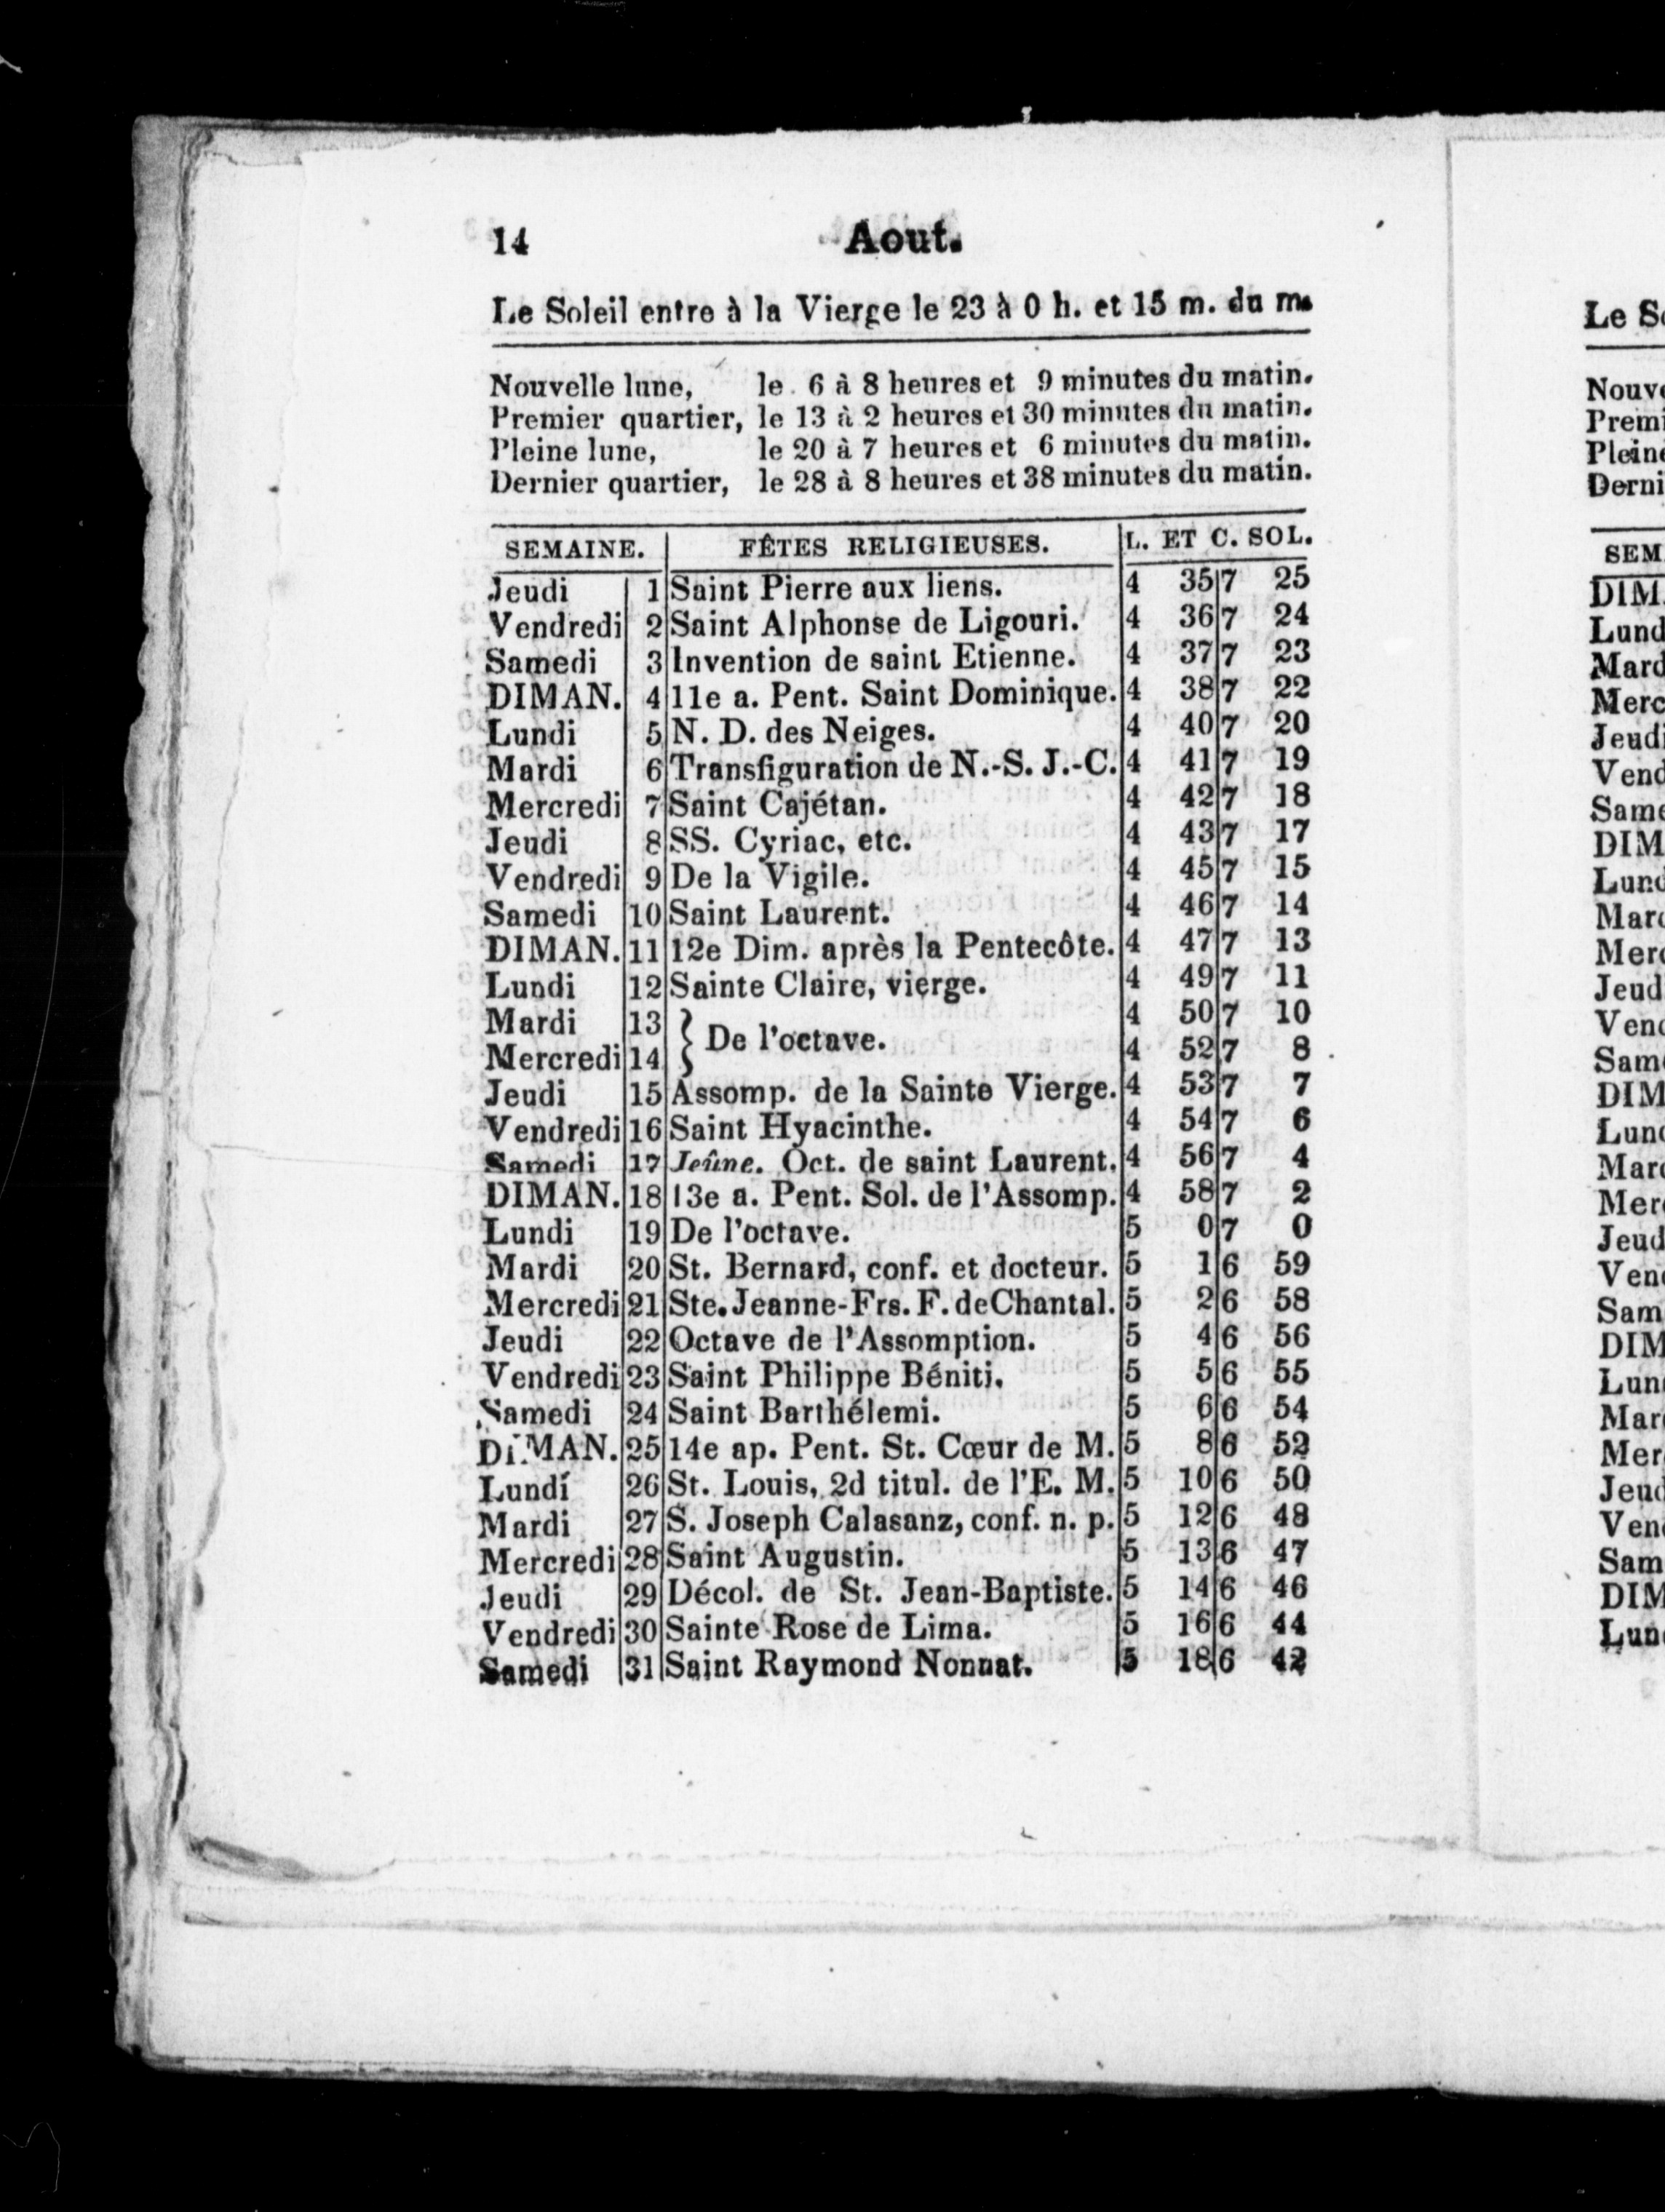 14 Aout.
Le Soleil entre à la Vierge le 23 à 0 h. et 15 m. du m.
Nouvelle lune, le 6 à 8 heures et 9 minutes du matin.
Premier quartier, le 13 à 2 heures et 30 minutes du matin.
Pleine lune, le 20 à 7 heures et 6 minutes du matin.
Dernier quartier, le 28 à 8 heures et 38 minutes du matin.
SEMAINE. FÊTES RELIGIEUSES. L. ET C. SOL.
Jeudi 1 Saint Pierre aux liens. 4 35 7 25
Vendredi 2 Saint Alphonse de Ligouri. 4 36 7 24
Samedi 3 Invention de saint Etienne. 4 37 7 23
DIMAN. 4 11e a. Pent. Saint Dominique. 4 38 7 22
Lundi 5 N. D. des Neiges. 4 40 7 20
Mardi 6 Transfiguration de N.-S. J.-C. 4 41 7 19
Mercredi 7 Saint Cajétan. 4 42 7 18
Jeudi 8 SS. Cyriac, etc. 4 43 7 17
Vendredi 9 De la Vigile. 4 45 7 15
Samedi 10 Saint Laurent. 4 46 7 14
DIMAN. 11 12e Dim. après la Pentecôte. 4 47 7 13
Lundi 12 Sainte Claire, vierge. 4 49 7 11
Mardi 13 } De l'octave. 4 50 7 10
Mercredi 14 4 52 7 8
Jeudi 15 Assomp. de la Sainte Vierge. 4 53 7 7
Vendredi 16 Saint Hyacinthe. 4 54 7 6
Samedi 17 Jeûne. Oct. de saint Laurent. 4 56 7 4
DIMAN. 18 13e a. Pent. Sol. de l'Assomp. 4 58 7 2
Lundi 19 De l'octave. 5 0 7 0
Mardi 20 St. Bernard, conf. et docteur. 5 1 6 59
Mercredi 21 Ste. Jeanne-Frs. F. de Chantal. 5 2 6 58
Jeudi 22 Octave de l'Assomption. 5 4 6 56
Vendredi 23 Saint Philippe Béniti. 5 5 6 55
Samedi 24 Saint Barthélemi. 5 6 6 54
DIMAN. 25 14e ap. Pent. St. Cœur de M. 5 8 6 52
Lundi 26 St. Louis, 2d titul. de l'E. M. 5 10 6 50
Mardi 27 S. Joseph Calasanz, conf. n. p. 5 12 6 48
Mercredi 28 Saint Augustin. 5 13 6 47
Jeudi 29 Décol. de St. Jean-Baptiste. 5 14 6 46
Vendredi 30 Sainte Rose de Lima. 5 16 6 44
Samedi 31 Saint Raymond Nonnat. 5 18 6 42
Le